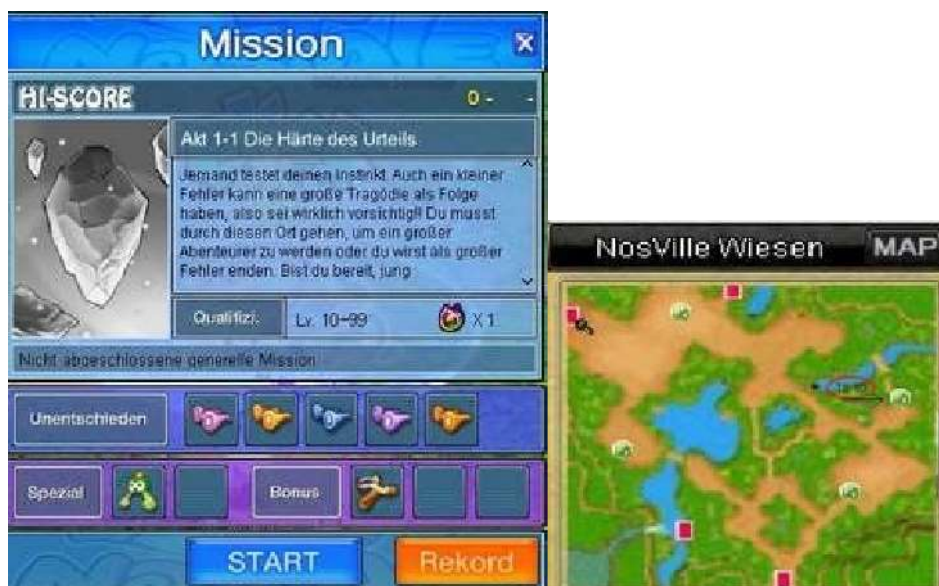 Mission
HI-SCORE 0 - -
Akt 1-1 Die Härte des Urteils
Jemand testet deinen Instinkt. Auch ein kleiner
Fehler kann eine große Tragödie als Folge
haben, also sei wirklich vorsichtig!! Du musst
durch diesen Ort gehen, um ein großer
Abenteurer zu werden oder du wirst als großer
Fehler enden. Bist du bereit, jung
Qualifizi. Lv. 10~99 X 1
Nicht abgeschlossene generelle Mission
Unentschieden
Spezial Bonus
START Rekord
NosVille Wiesen MAP